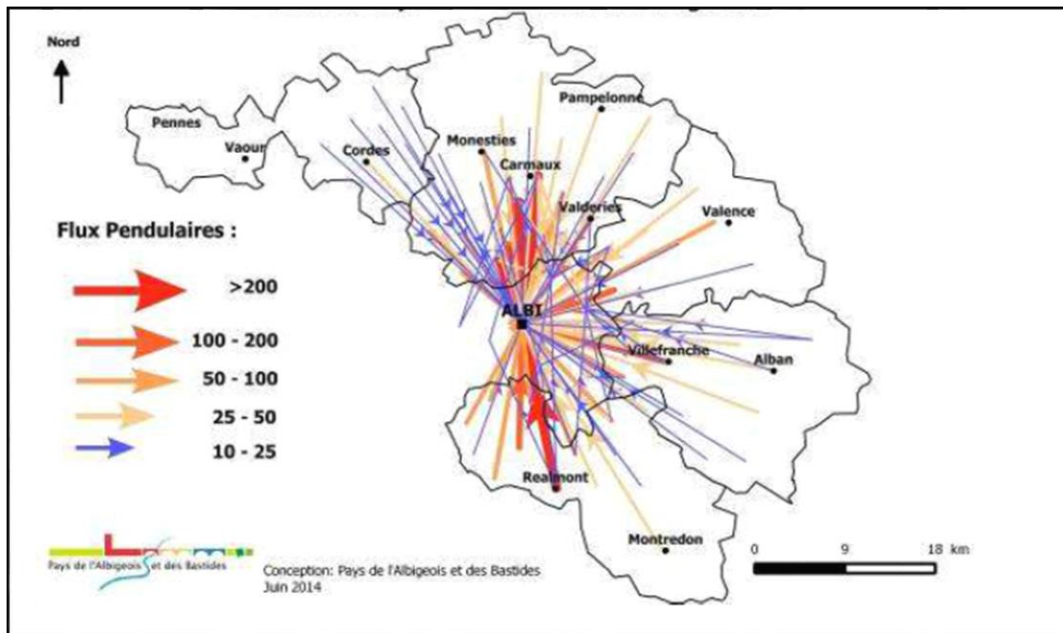 Nord
Pampelonne
Pennes
Vaour
Cordes
Monesties
Carmaux
Valderies
Valence
Flux Pendulaires :
>200
100 - 200
50 - 100
25 - 50
10 - 25
ALBI
Villefranche
Alban
Realmont
Montredon
Pays de l'Albigeois et des Bastides
Conception: Pays de l'Albigeois et des Bastides
Juin 2014
0 9 18 km